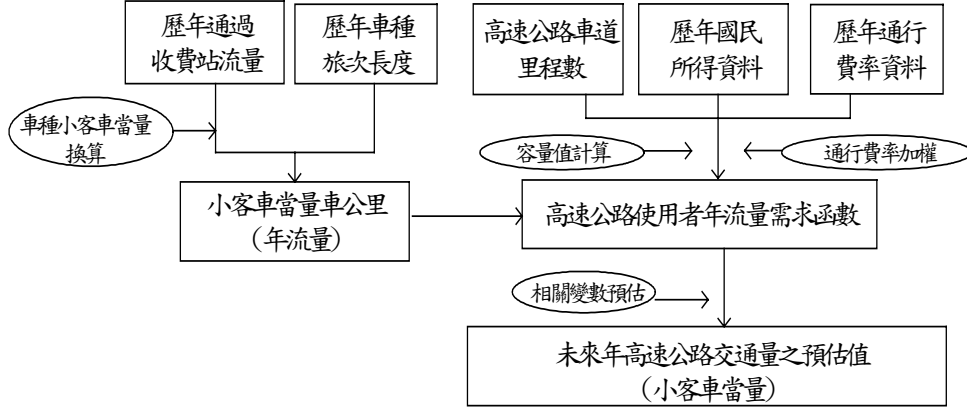 歷年通過
收費站流量
歷年車種
旅次長度
高速公路車道
里程數
歷年國民
所得資料
歷年通行
費率資料
車種小客車當量
換算
容量值計算
通行費率加權
小客車當量車公里
（年流量）
高速公路使用者年流量需求函數
相關變數預估
未來年高速公路交通量之預估值
（小客車當量）